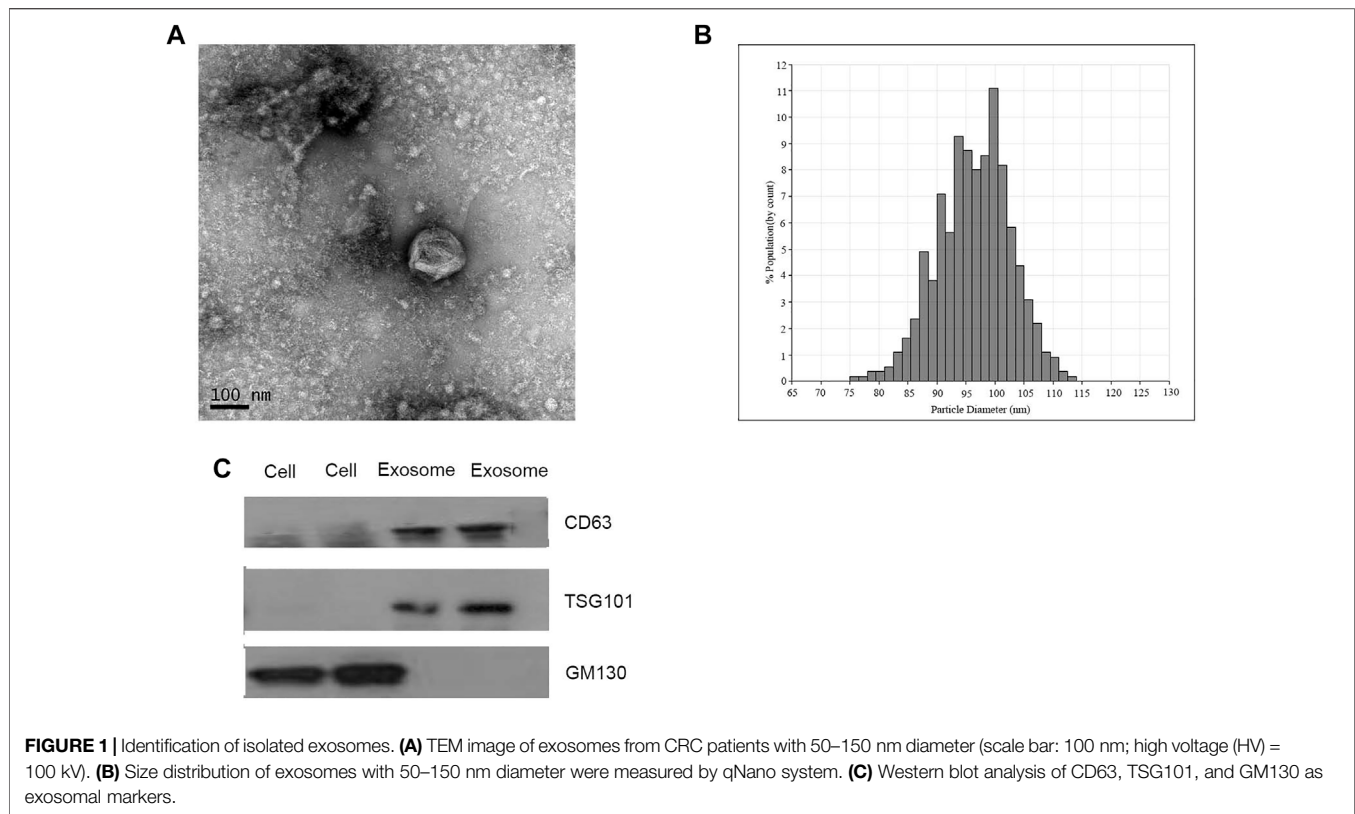 A
100 nm
B
12
11
10
9
8
7
6
5
4
3
2
1
0
% Population(by count)
65 70 75 80 85 90 95 100 105 110 115 120 125 130
Particle Diameter (nm)
C
Cell Cell Exosome Exosome
CD63
TSG101
GM130
FIGURE 1 | Identification of isolated exosomes. (A) TEM image of exosomes from CRC patients with 50–150 nm diameter (scale bar: 100 nm; high voltage (HV) =
100 kV). (B) Size distribution of exosomes with 50–150 nm diameter were measured by qNano system. (C) Western blot analysis of CD63, TSG101, and GM130 as
exosomal markers.